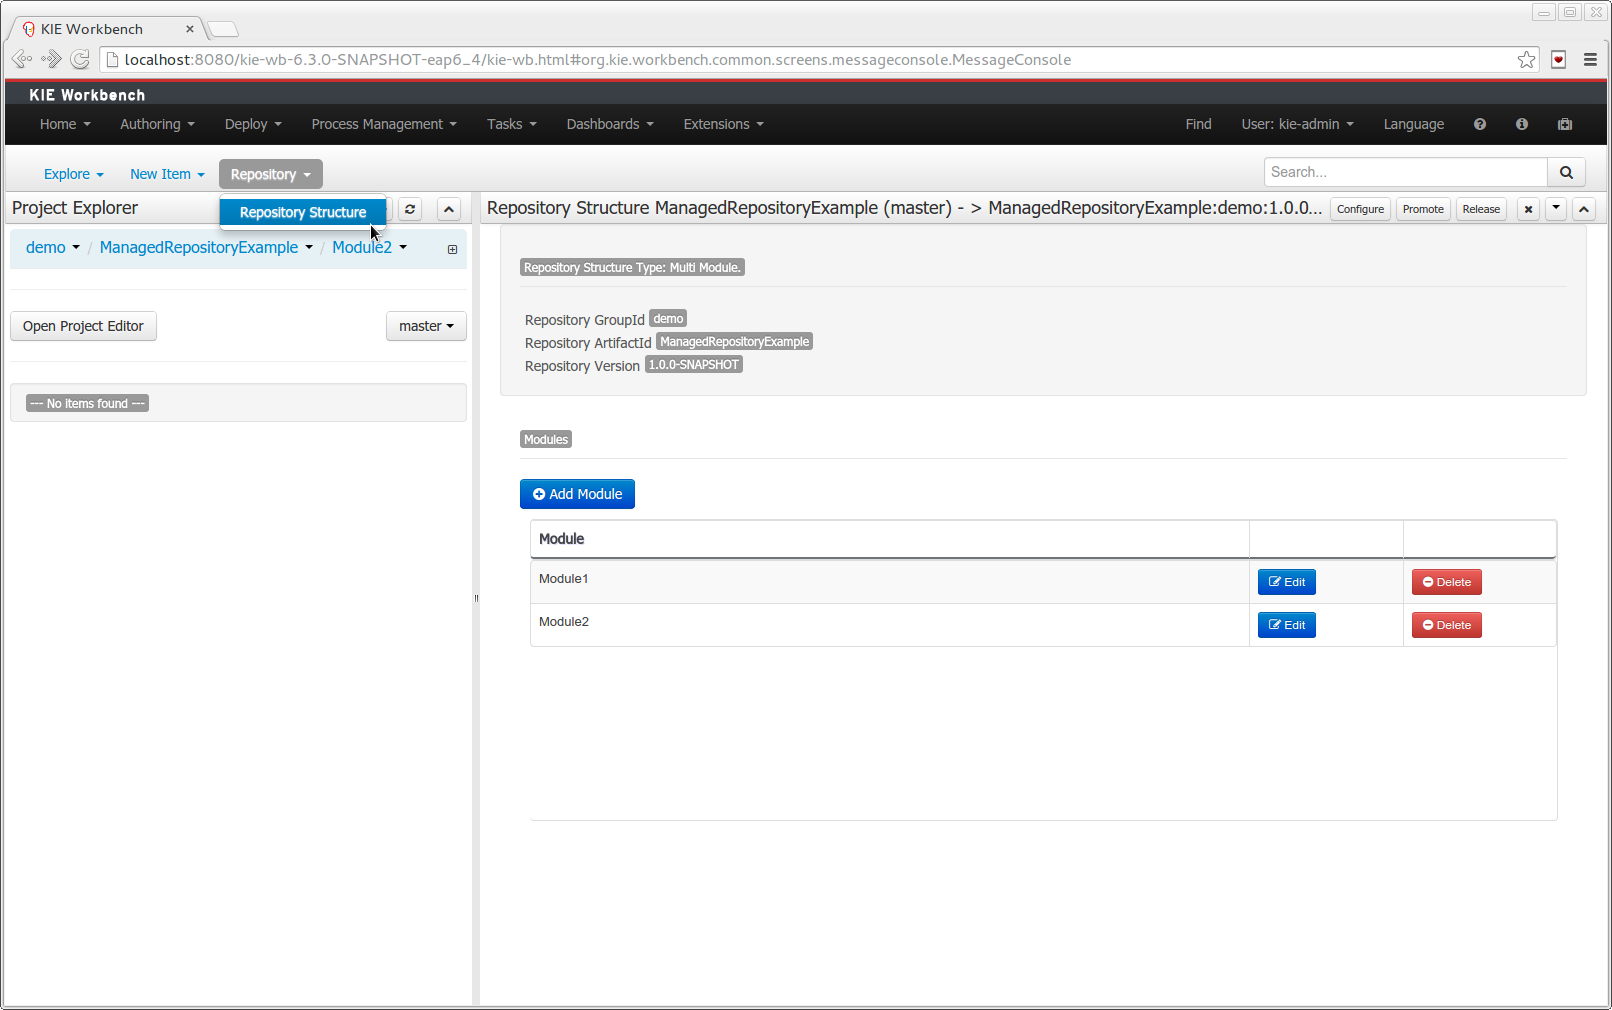 KIE Workbench
localhost:8080/kie-wb-6.3.0-SNAPSHOT-eap6_4/kie-wb.html#org.kie.workbench.common.screens.messageconsole.MessageConsole
KIE Workbench
Home Authoring Deploy Process Management Tasks Dashboards Extensions Find User: kie-admin Language
Explore New Item Repository Search...
Repository Structure
Project Explorer
Repository Structure ManagedRepositoryExample (master) - > ManagedRepositoryExample:demo:1.0.0... Configure Promote Release
demo / ManagedRepositoryExample / Module2
Open Project Editor master
--- No items found ---
Repository Structure Type: Multi Module.
Repository GroupId demo
Repository ArtifactId ManagedRepositoryExample
Repository Version 1.0.0-SNAPSHOT
Modules
Add Module
Module
Module1 Edit Delete
Module2 Edit Delete